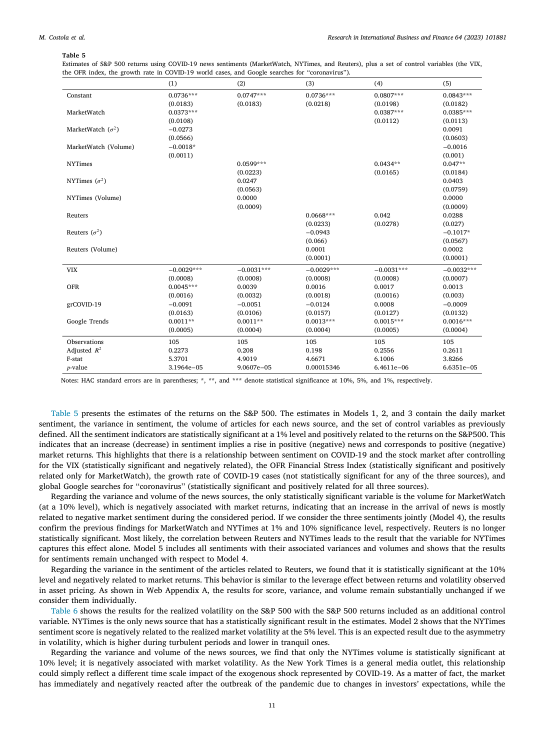 M. Costola et al.
Research in International Business and Finance 64 (2023) 101881
Table 5
Estimates of S&P 500 returns using COVID-19 news sentiments (MarketWatch, NYTimes, and Reuters), plus a set of control variables (the VIX,
the OFR index, the growth rate in COVID-19 world cases, and Google searches for "coronavirus").
(1) (2) (3) (4) (5)
Constant 0.0736*** 0.0747*** 0.0736*** 0.0807*** 0.0843***
(0.0183) (0.0183) (0.0218) (0.0198) (0.0182)
MarketWatch 0.0373*** 0.0387*** 0.0385***
(0.0108) (0.0112) (0.0113)
MarketWatch (σ²) −0.0273 0.0091
(0.0566) (0.0603)
MarketWatch (Volume) −0.0018* −0.0016
(0.0011) (0.001)
NYTimes 0.0599*** 0.0434** 0.047**
(0.0223) (0.0165) (0.0184)
NYTimes (σ²) 0.0247 0.0403
(0.0563) (0.0759)
NYTimes (Volume) 0.0000 0.0000
(0.0009) (0.0009)
Reuters 0.0668*** 0.042 0.0288
(0.0233) (0.0278) (0.027)
Reuters (σ²) −0.0943 −0.1017*
(0.066) (0.0567)
Reuters (Volume) 0.0001 0.0002
(0.0001) (0.0001)
VIX −0.0029*** −0.0031*** −0.0029*** −0.0031*** −0.0032***
(0.0008) (0.0008) (0.0008) (0.0008) (0.0007)
OFR 0.0045*** 0.0039 0.0016 0.0017 0.0013
(0.0016) (0.0032) (0.0018) (0.0016) (0.003)
grCOVID-19 −0.0091 −0.0051 −0.0124 0.0008 −0.0009
(0.0163) (0.0106) (0.0157) (0.0127) (0.0132)
Google Trends 0.0011** 0.0011** 0.0013*** 0.0015*** 0.0016***
(0.0005) (0.0004) (0.0004) (0.0005) (0.0004)
Observations 105 105 105 105 105
Adjusted R² 0.2273 0.208 0.198 0.2556 0.2611
F-stat 5.3701 4.9019 4.6671 6.1006 3.8266
p-value 3.1964e−05 9.0607e−05 0.00015346 6.4611e−06 6.6351e−05
Notes: HAC standard errors are in parentheses; *, **, and *** denote statistical significance at 10%, 5%, and 1%, respectively.
Table 5 presents the estimates of the returns on the S&P 500. The estimates in Models 1, 2, and 3 contain the daily market
sentiment, the variance in sentiment, the volume of articles for each news source, and the set of control variables as previously
defined. All the sentiment indicators are statistically significant at a 1% level and positively related to the returns on the S&P500. This
indicates that an increase (decrease) in sentiment implies a rise in positive (negative) news and corresponds to positive (negative)
market returns. This highlights that there is a relationship between sentiment on COVID-19 and the stock market after controlling
for the VIX (statistically significant and negatively related), the OFR Financial Stress Index (statistically significant and positively
related only for MarketWatch), the growth rate of COVID-19 cases (not statistically significant for any of the three sources), and
global Google searches for "coronavirus" (statistically significant and positively related for all three sources).
Regarding the variance and volume of the news sources, the only statistically significant variable is the volume for MarketWatch
(at a 10% level), which is negatively associated with market returns, indicating that an increase in the arrival of news is mostly
related to negative market sentiment during the considered period. If we consider the three sentiments jointly (Model 4), the results
confirm the previous findings for MarketWatch and NYTimes at 1% and 10% significance level, respectively. Reuters is no longer
statistically significant. Most likely, the correlation between Reuters and NYTimes leads to the result that the variable for NYTimes
captures this effect alone. Model 5 includes all sentiments with their associated variances and volumes and shows that the results
for sentiments remain unchanged with respect to Model 4.
Regarding the variance in the sentiment of the articles related to Reuters, we found that it is statistically significant at the 10%
level and negatively related to market returns. This behavior is similar to the leverage effect between returns and volatility observed
in asset pricing. As shown in Web Appendix A, the results for score, variance, and volume remain substantially unchanged if we
consider them individually.
Table 6 shows the results for the realized volatility on the S&P 500 with the S&P 500 returns included as an additional control
variable. NYTimes is the only news source that has a statistically significant result in the estimates. Model 2 shows that the NYTimes
sentiment score is negatively related to the realized market volatility at the 5% level. This is an expected result due to the asymmetry
in volatility, which is higher during turbulent periods and lower in tranquil ones.
Regarding the variance and volume of the news sources, we find that only the NYTimes volume is statistically significant at
10% level; it is negatively associated with market volatility. As the New York Times is a general media outlet, this relationship
could simply reflect a different time scale impact of the exogenous shock represented by COVID-19. As a matter of fact, the market
has immediately and negatively reacted after the outbreak of the pandemic due to changes in investors' expectations, while the
11